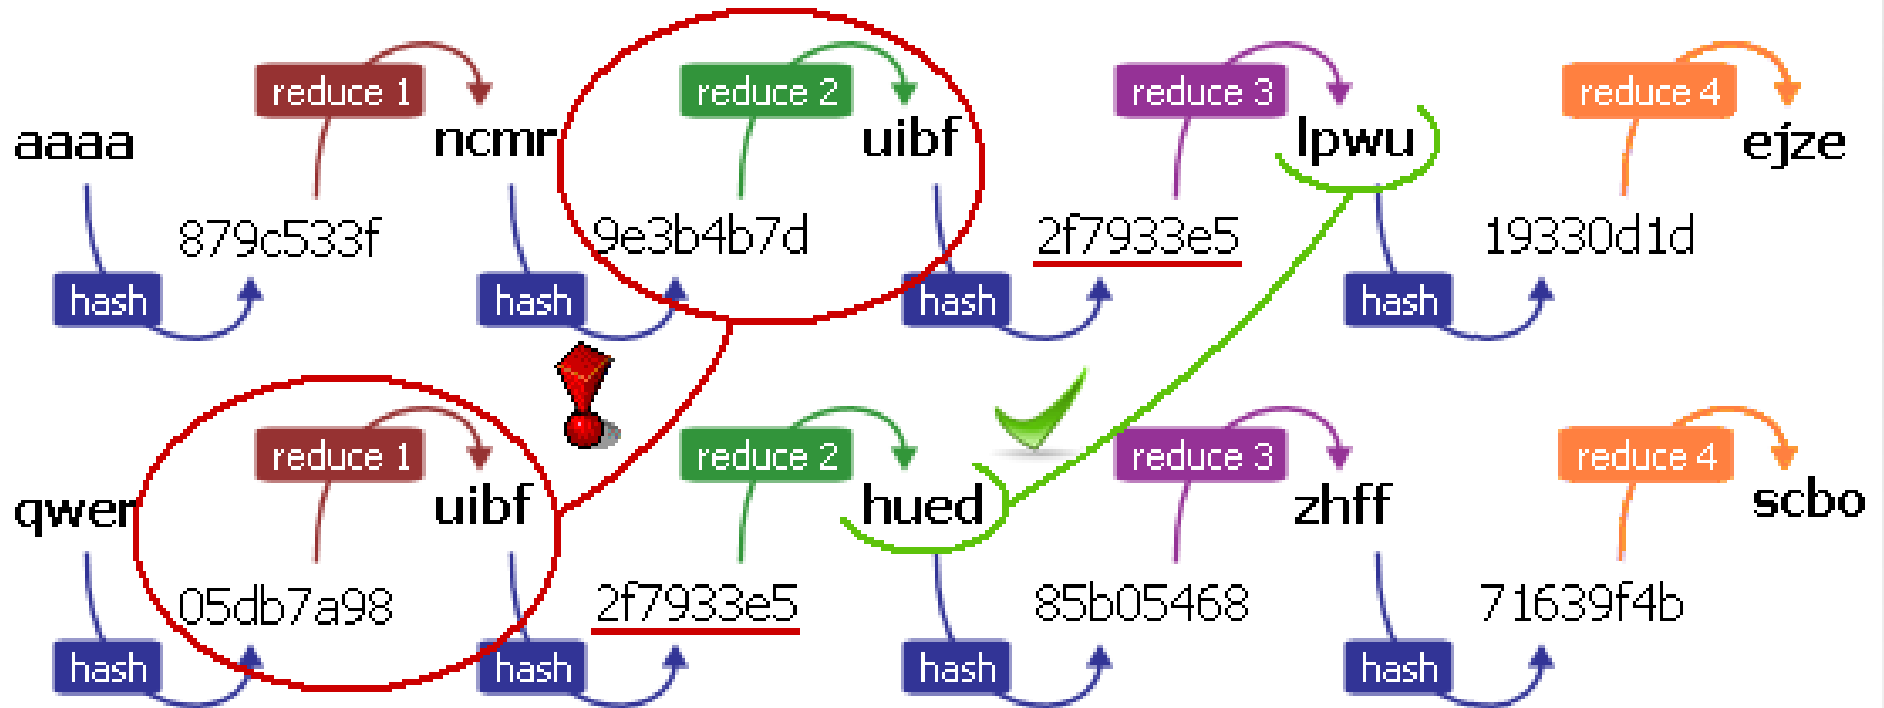 reduce 1 reduce 2 reduce 3 reduce 4
aaaa ncmr uibf lpwu ejze
879c533f 9e3b4b7d 2f7933e5 19330d1d
hash hash hash hash
reduce 1 reduce 2 reduce 3 reduce 4
qwer uibf hued zhff scbo
05db7a98 2f7933e5 85b05468 71639f4b
hash hash hash hash